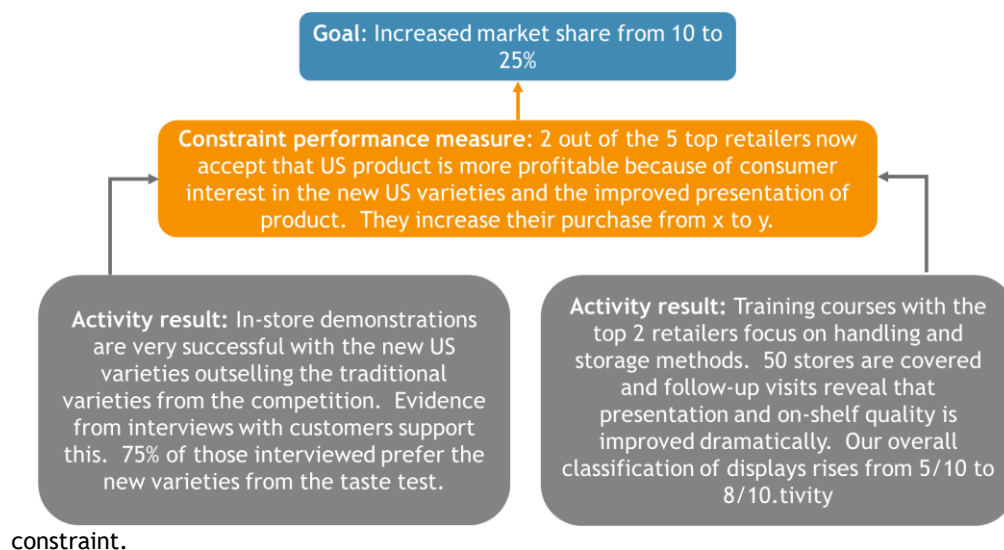 Goal: Increased market share from 10 to
25%
Constraint performance measure: 2 out of the 5 top retailers now
accept that US product is more profitable because of consumer
interest in the new US varieties and the improved presentation of
product.  They increase their purchase from x to y.
Activity result: In-store demonstrations
are very successful with the new US
varieties outselling the traditional
varieties from the competition.  Evidence
from interviews with customers support
this.  75% of those interviewed prefer the
new varieties from the taste test.
Activity result: Training courses with the
top 2 retailers focus on handling and
storage methods.  50 stores are covered
and follow-up visits reveal that
presentation and on-shelf quality is
improved dramatically.  Our overall
classification of displays rises from 5/10 to
8/10.tivity
constraint.